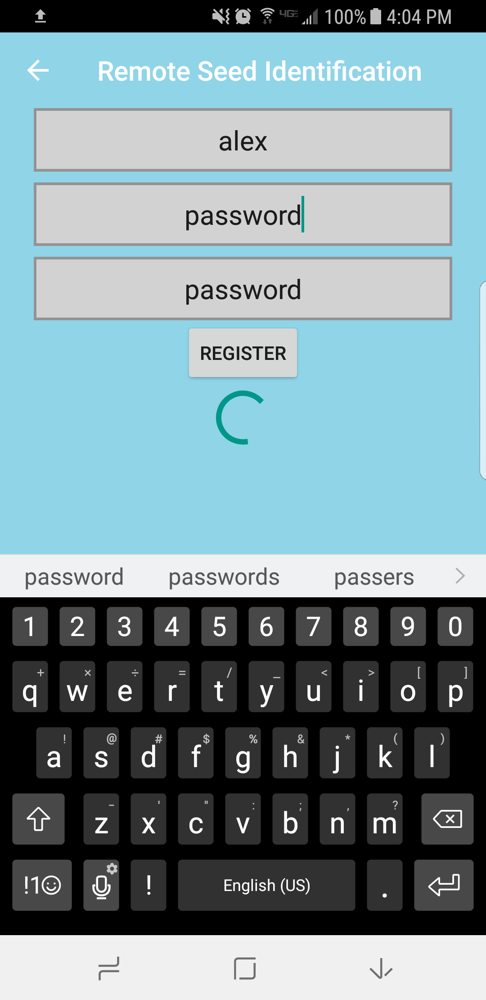 4G LTE 100% 4:04 PM
Remote Seed Identification
alex
password
password
REGISTER
password passwords passers
1 2 3 4 5 6 7 8 9 0
+ × ÷ = / _ < > [ ]
q w e r t y u i o p
! @ # $ % & * ( )
a s d f g h j k l
- ' " : ; , ?
z x c v b n m
!1☺ ! English (US) .